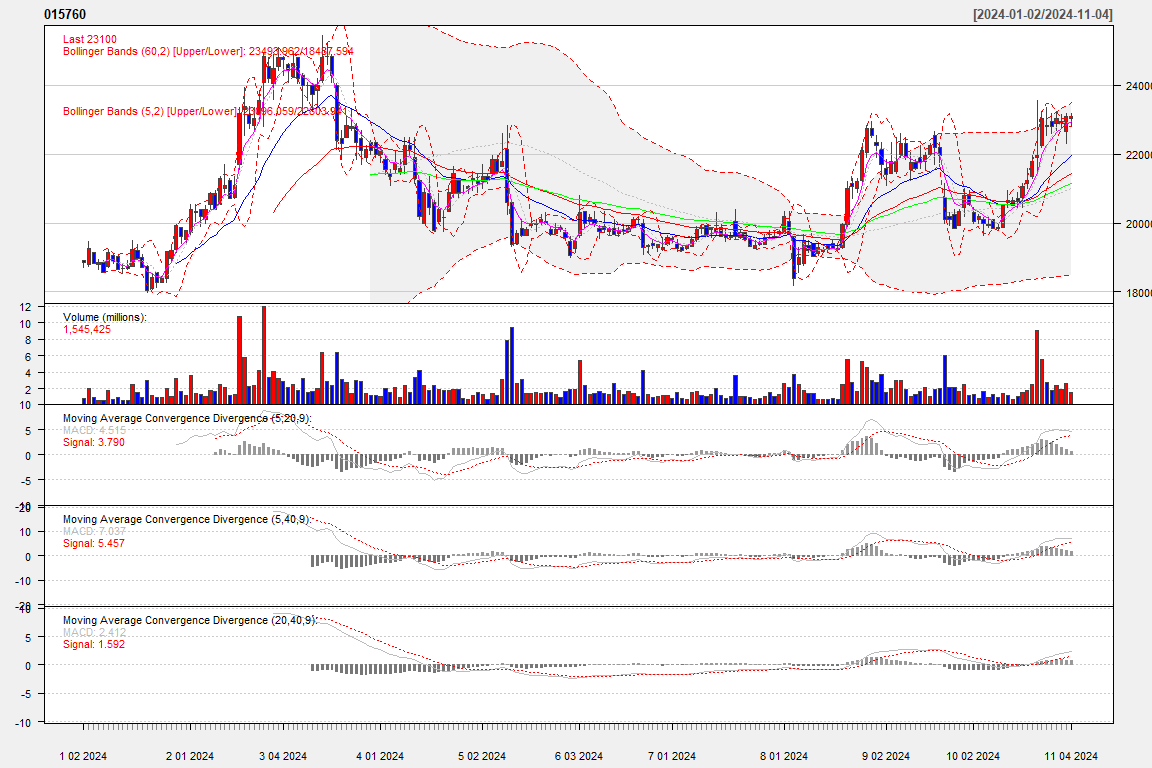 015760 [2024-01-02/2024-11-04]
Last 23100
Bollinger Bands (60,2) [Upper/Lower]: 23492.962/18487.594
Bollinger Bands (5,2) [Upper/Lower]:
24000
22000
20000
18000
Volume (millions):
1,545,425
12
10
8
6
4
2
Moving Average Convergence Divergence (5,20,9):
MACD: 4.515
Signal: 3.790
10
5
0
-5
-10
Moving Average Convergence Divergence (5,40,9):
MACD: 7.037
Signal: 5.457
20
10
0
-10
-20
Moving Average Convergence Divergence (20,40,9):
MACD: 2.412
Signal: 1.592
10
5
0
-5
-10
1 02 2024 2 01 2024 3 04 2024 4 01 2024 5 02 2024 6 03 2024 7 01 2024 8 01 2024 9 02 2024 10 02 2024 11 04 2024